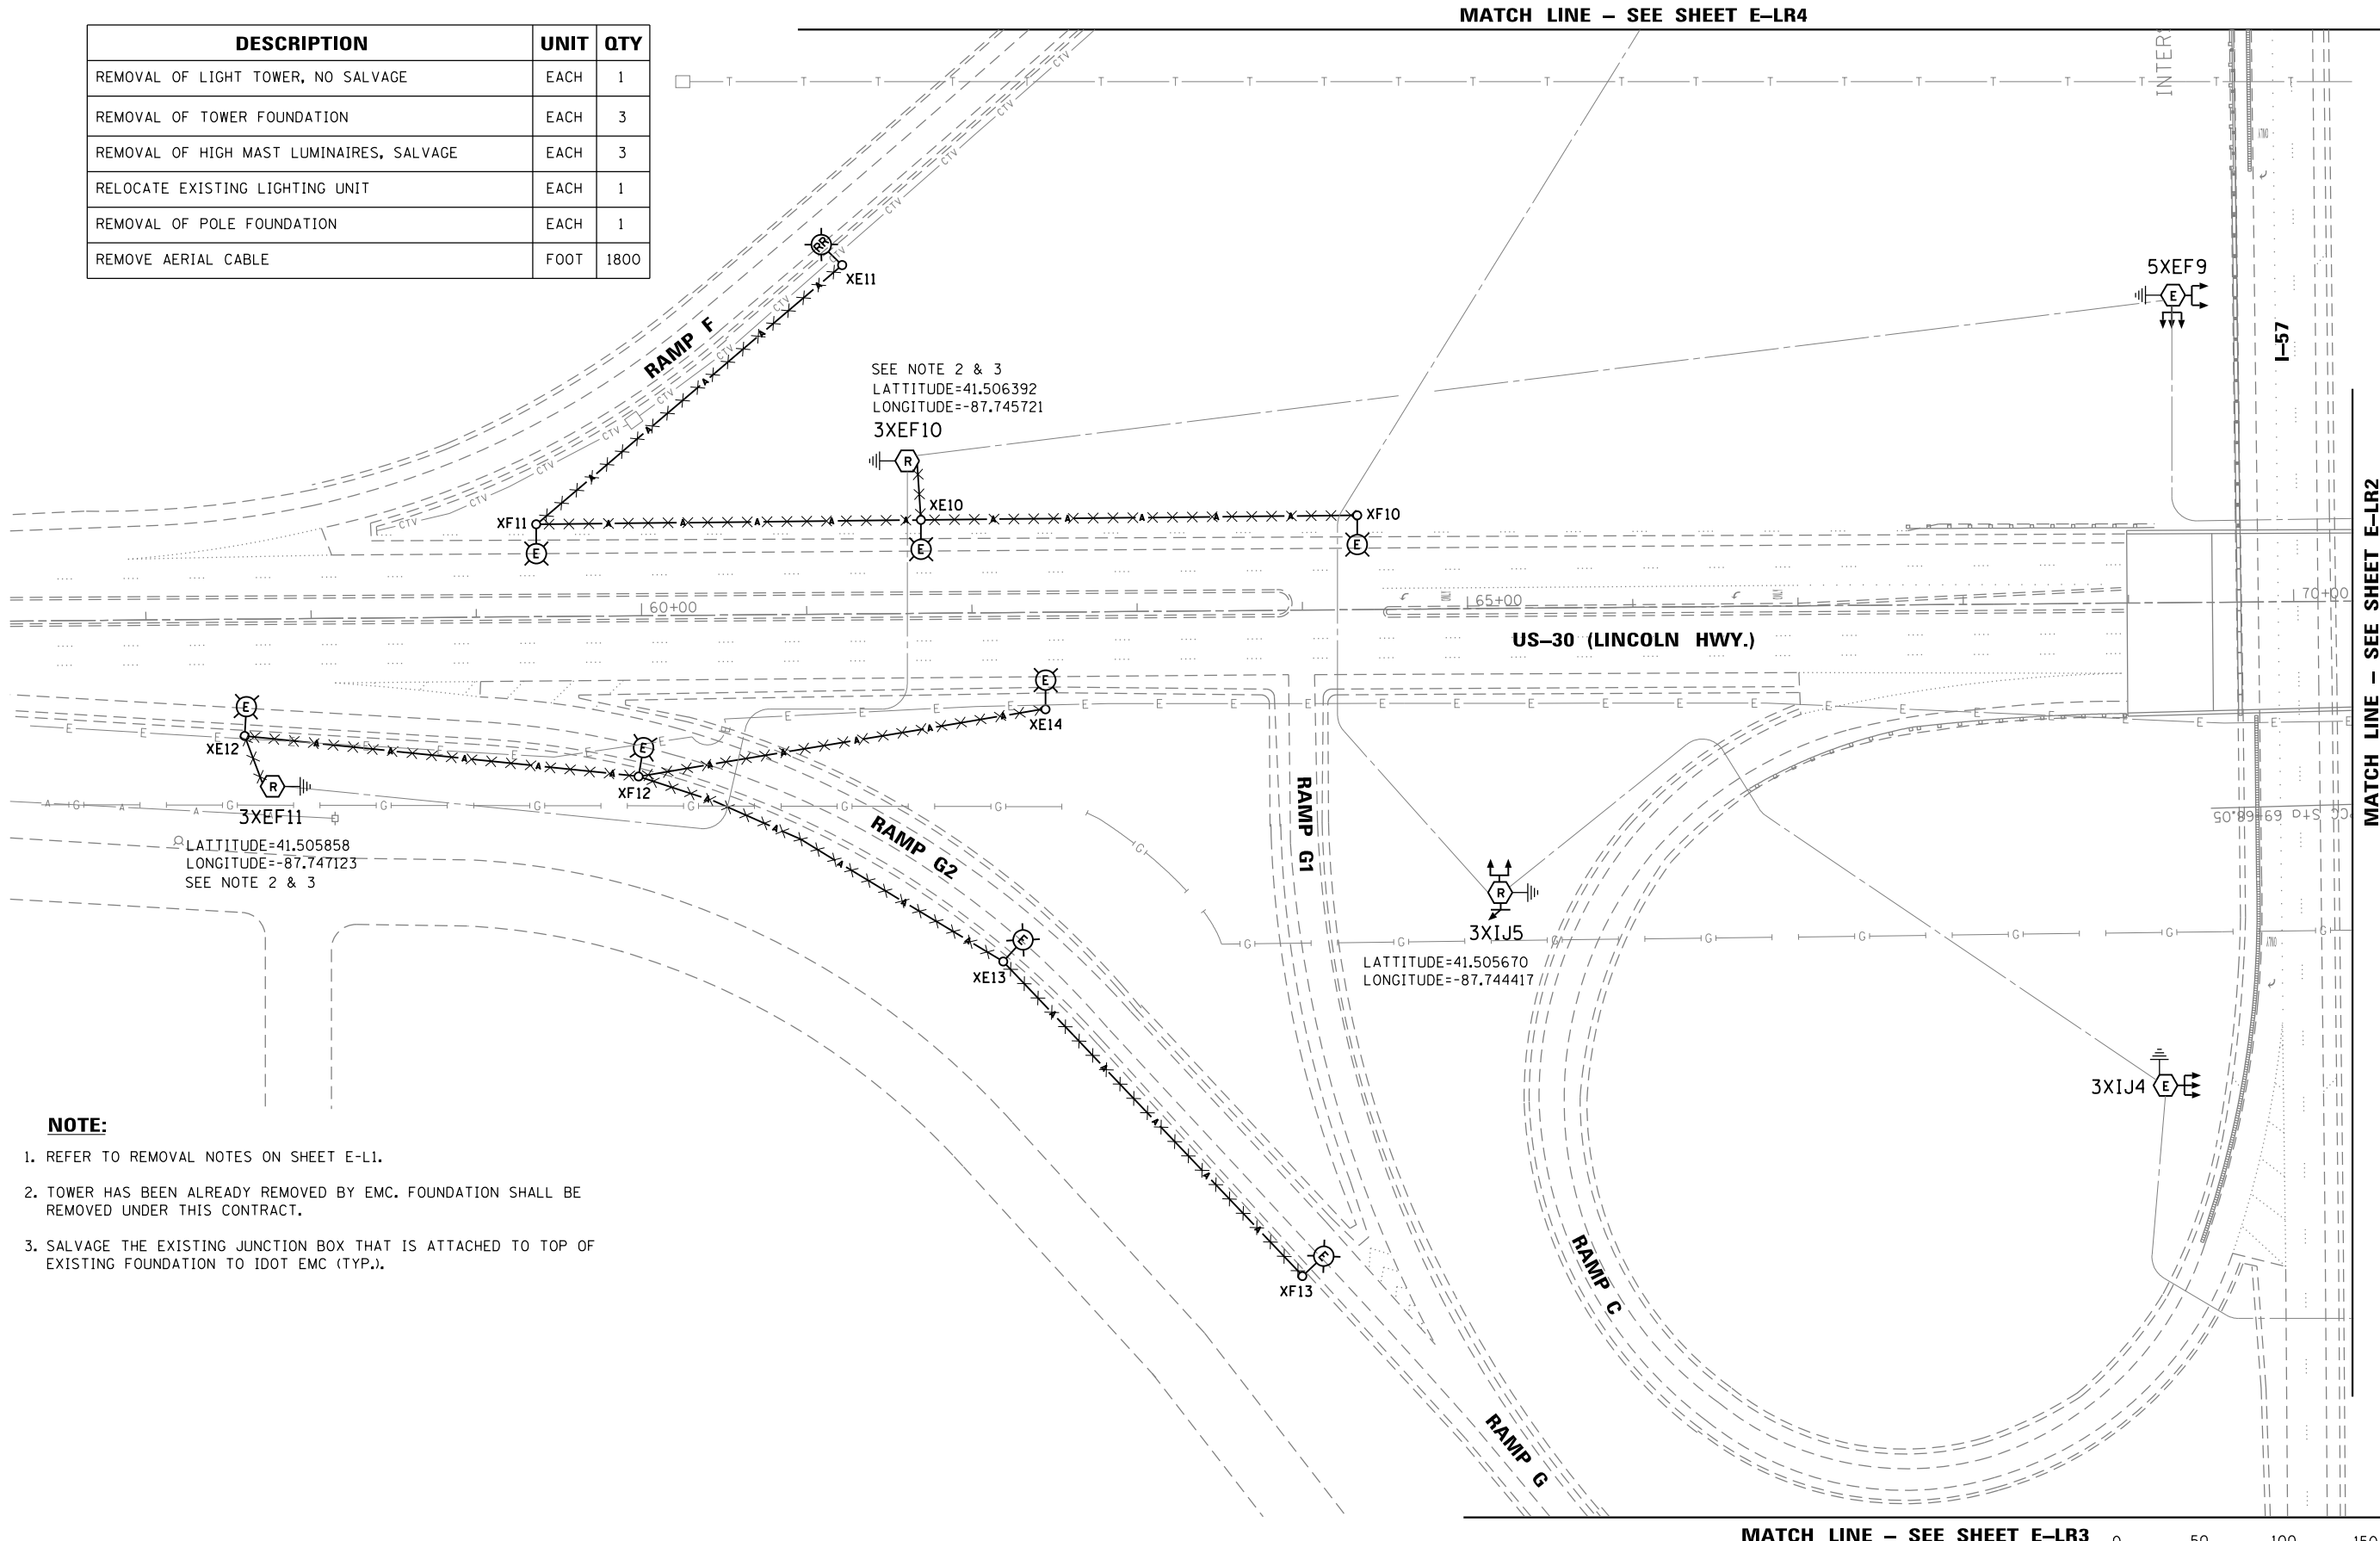 MATCH LINE – SEE SHEET E–LR4
DESCRIPTION UNIT QTY
REMOVAL OF LIGHT TOWER, NO SALVAGE EACH 1
REMOVAL OF TOWER FOUNDATION EACH 3
REMOVAL OF HIGH MAST LUMINAIRES, SALVAGE EACH 3
RELOCATE EXISTING LIGHTING UNIT EACH 1
REMOVAL OF POLE FOUNDATION EACH 1
REMOVE AERIAL CABLE FOOT 1800
RR
XE11
RAMP F
5XEF9
E
I–57
SEE NOTE 2 & 3
LATTITUDE=41.506392
LONGITUDE=-87.745721
3XEF10
R
XF11
XE10
XF10
E
E
E
60+00
65+00
70+00
US–30 (LINCOLN HWY.)
MATCH LINE – SEE SHEET E–LR2
E
E
E
XE12
XF12
XE14
R
3XEF11
LATTITUDE=41.505858
LONGITUDE=-87.747123
SEE NOTE 2 & 3
RAMP G2
RAMP G1
PCC Sta 69+68.05
R
3XIJ5
LATTITUDE=41.505670
LONGITUDE=-87.744417
E
XE13
3XIJ4
E
E
XF13
RAMP C
RAMP G
NOTE:
1. REFER TO REMOVAL NOTES ON SHEET E-L1.
2. TOWER HAS BEEN ALREADY REMOVED BY EMC. FOUNDATION SHALL BE
REMOVED UNDER THIS CONTRACT.
3. SALVAGE THE EXISTING JUNCTION BOX THAT IS ATTACHED TO TOP OF
EXISTING FOUNDATION TO IDOT EMC (TYP.).
MATCH LINE – SEE SHEET E–LR3
0 50 100 150